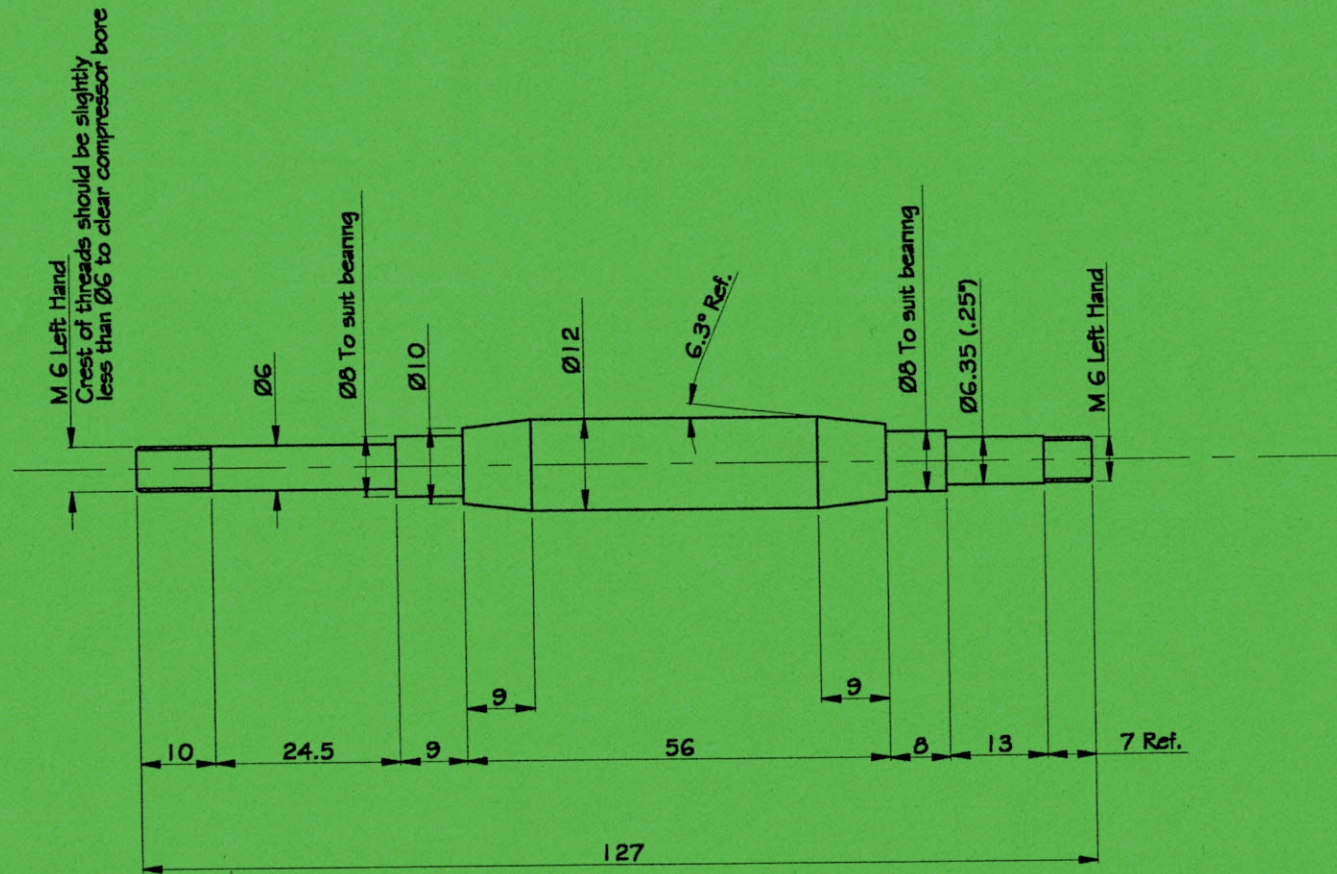 M 6 Left Hand
Crest of threads should be slightly
less than Ø6 to clear compressor bore
Ø6
Ø8 To suit bearing
Ø10
Ø12
6.3° Ref.
Ø8 To suit bearing
Ø6.35 (.25")
M 6 Left Hand
9
9
10
24.5
9
56
8
13
7 Ref.
127